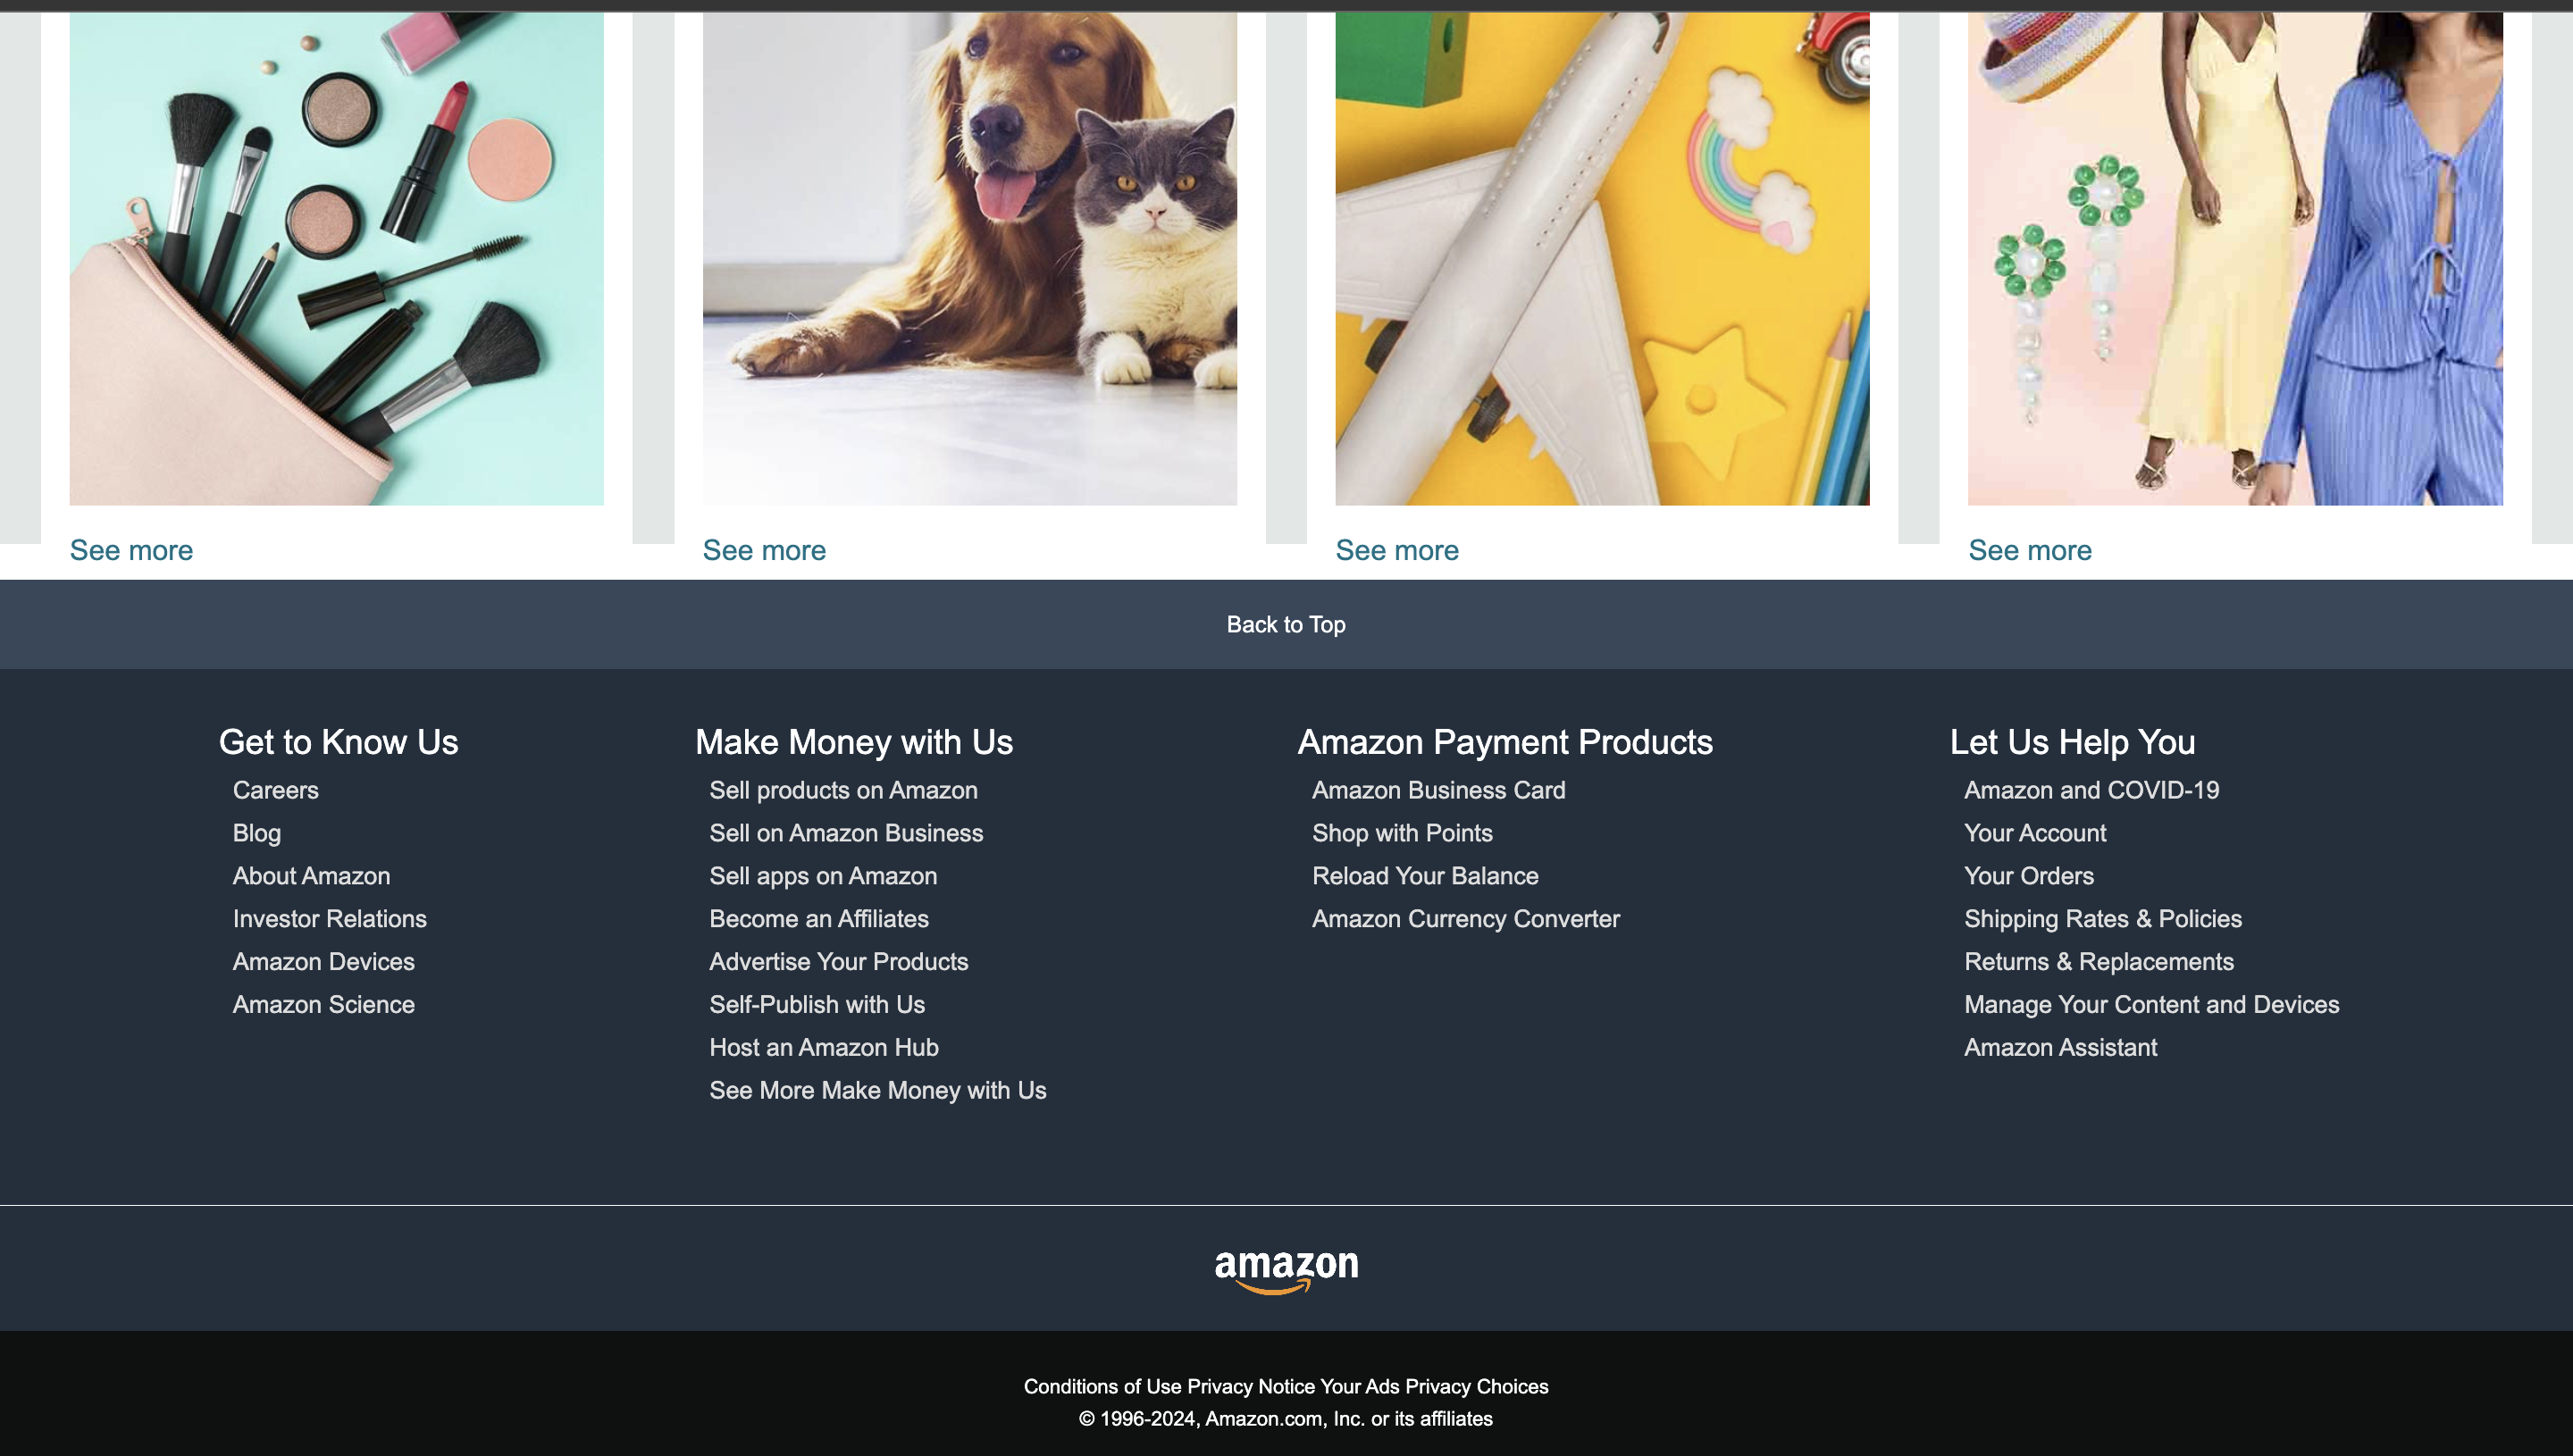 See more
See more
See more
See more
Back to Top
Get to Know Us
Careers
Blog
About Amazon
Investor Relations
Amazon Devices
Amazon Science
Make Money with Us
Sell products on Amazon
Sell on Amazon Business
Sell apps on Amazon
Become an Affiliates
Advertise Your Products
Self-Publish with Us
Host an Amazon Hub
See More Make Money with Us
Amazon Payment Products
Amazon Business Card
Shop with Points
Reload Your Balance
Amazon Currency Converter
Let Us Help You
Amazon and COVID-19
Your Account
Your Orders
Shipping Rates & Policies
Returns & Replacements
Manage Your Content and Devices
Amazon Assistant
amazon
Conditions of Use Privacy Notice Your Ads Privacy Choices
© 1996-2024, Amazon.com, Inc. or its affiliates